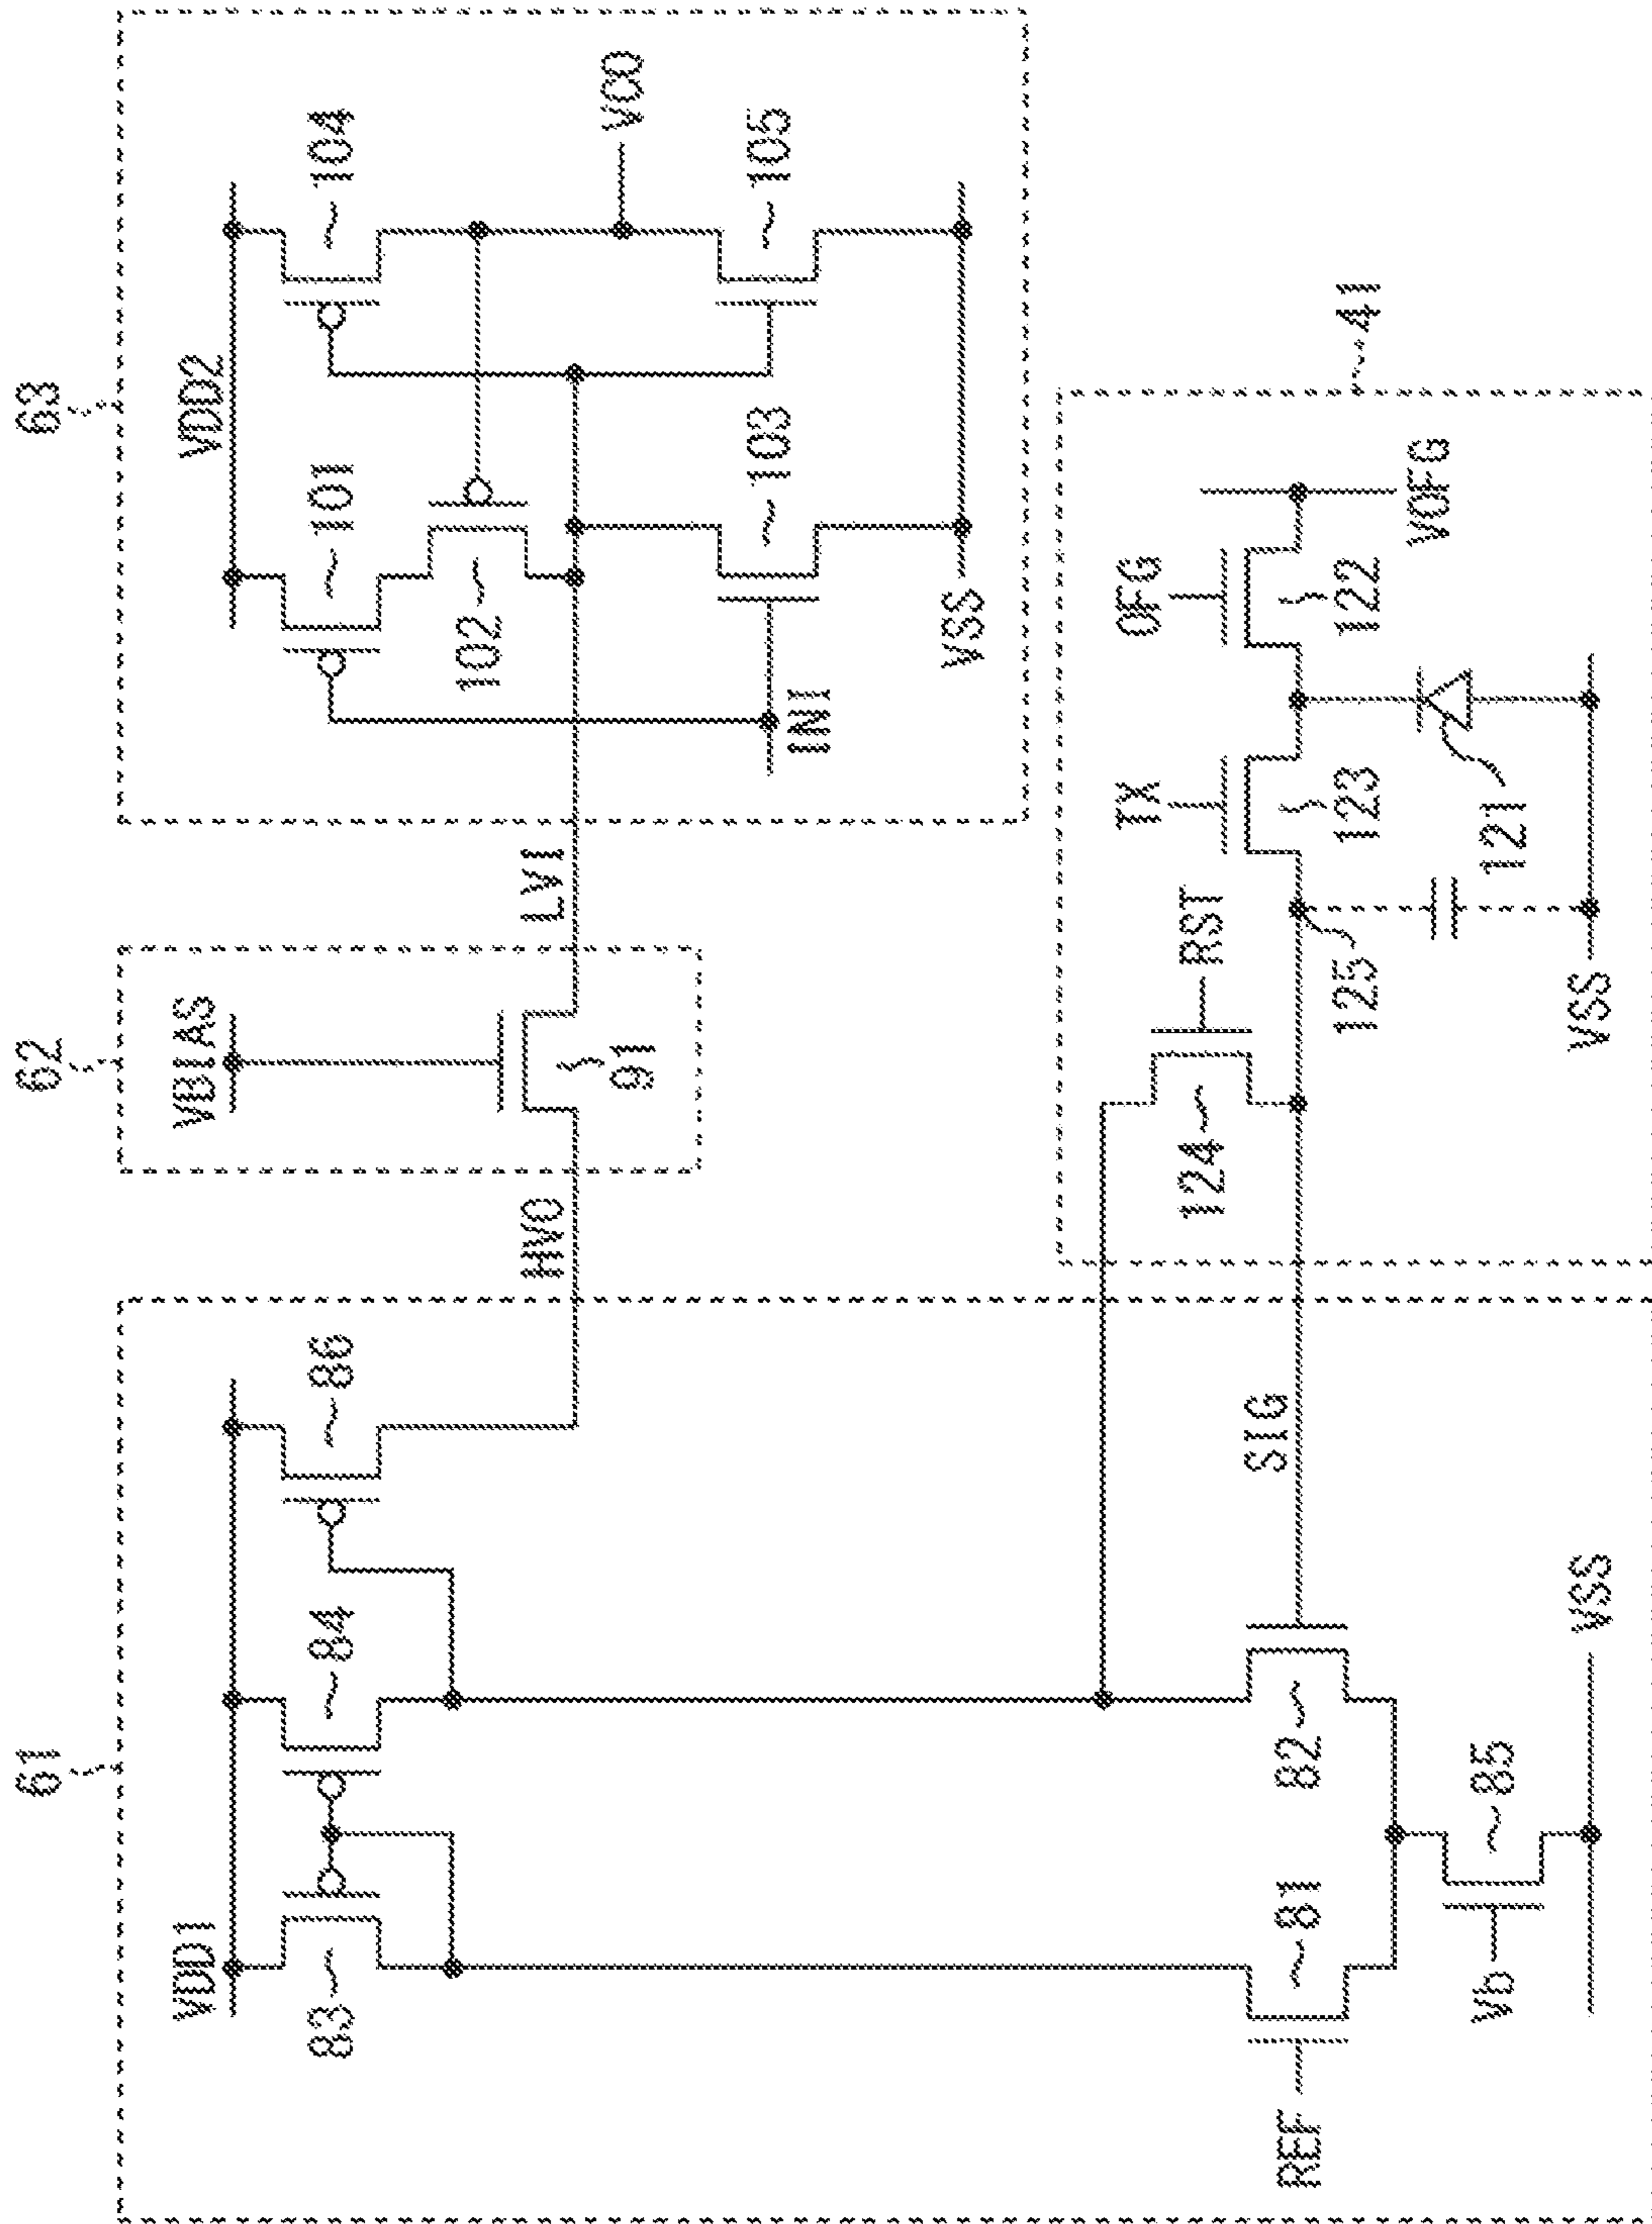 61
62
63
VDD1
83
84
86
HVO
VBIAS
91
LVI
VDD2
101
102
104
VCO
103
105
INI
VSS
REF
81
82
SIG
Vb
85
VSS
124
RST
TX
123
OFG
122
VOFG
125
121
VSS
41